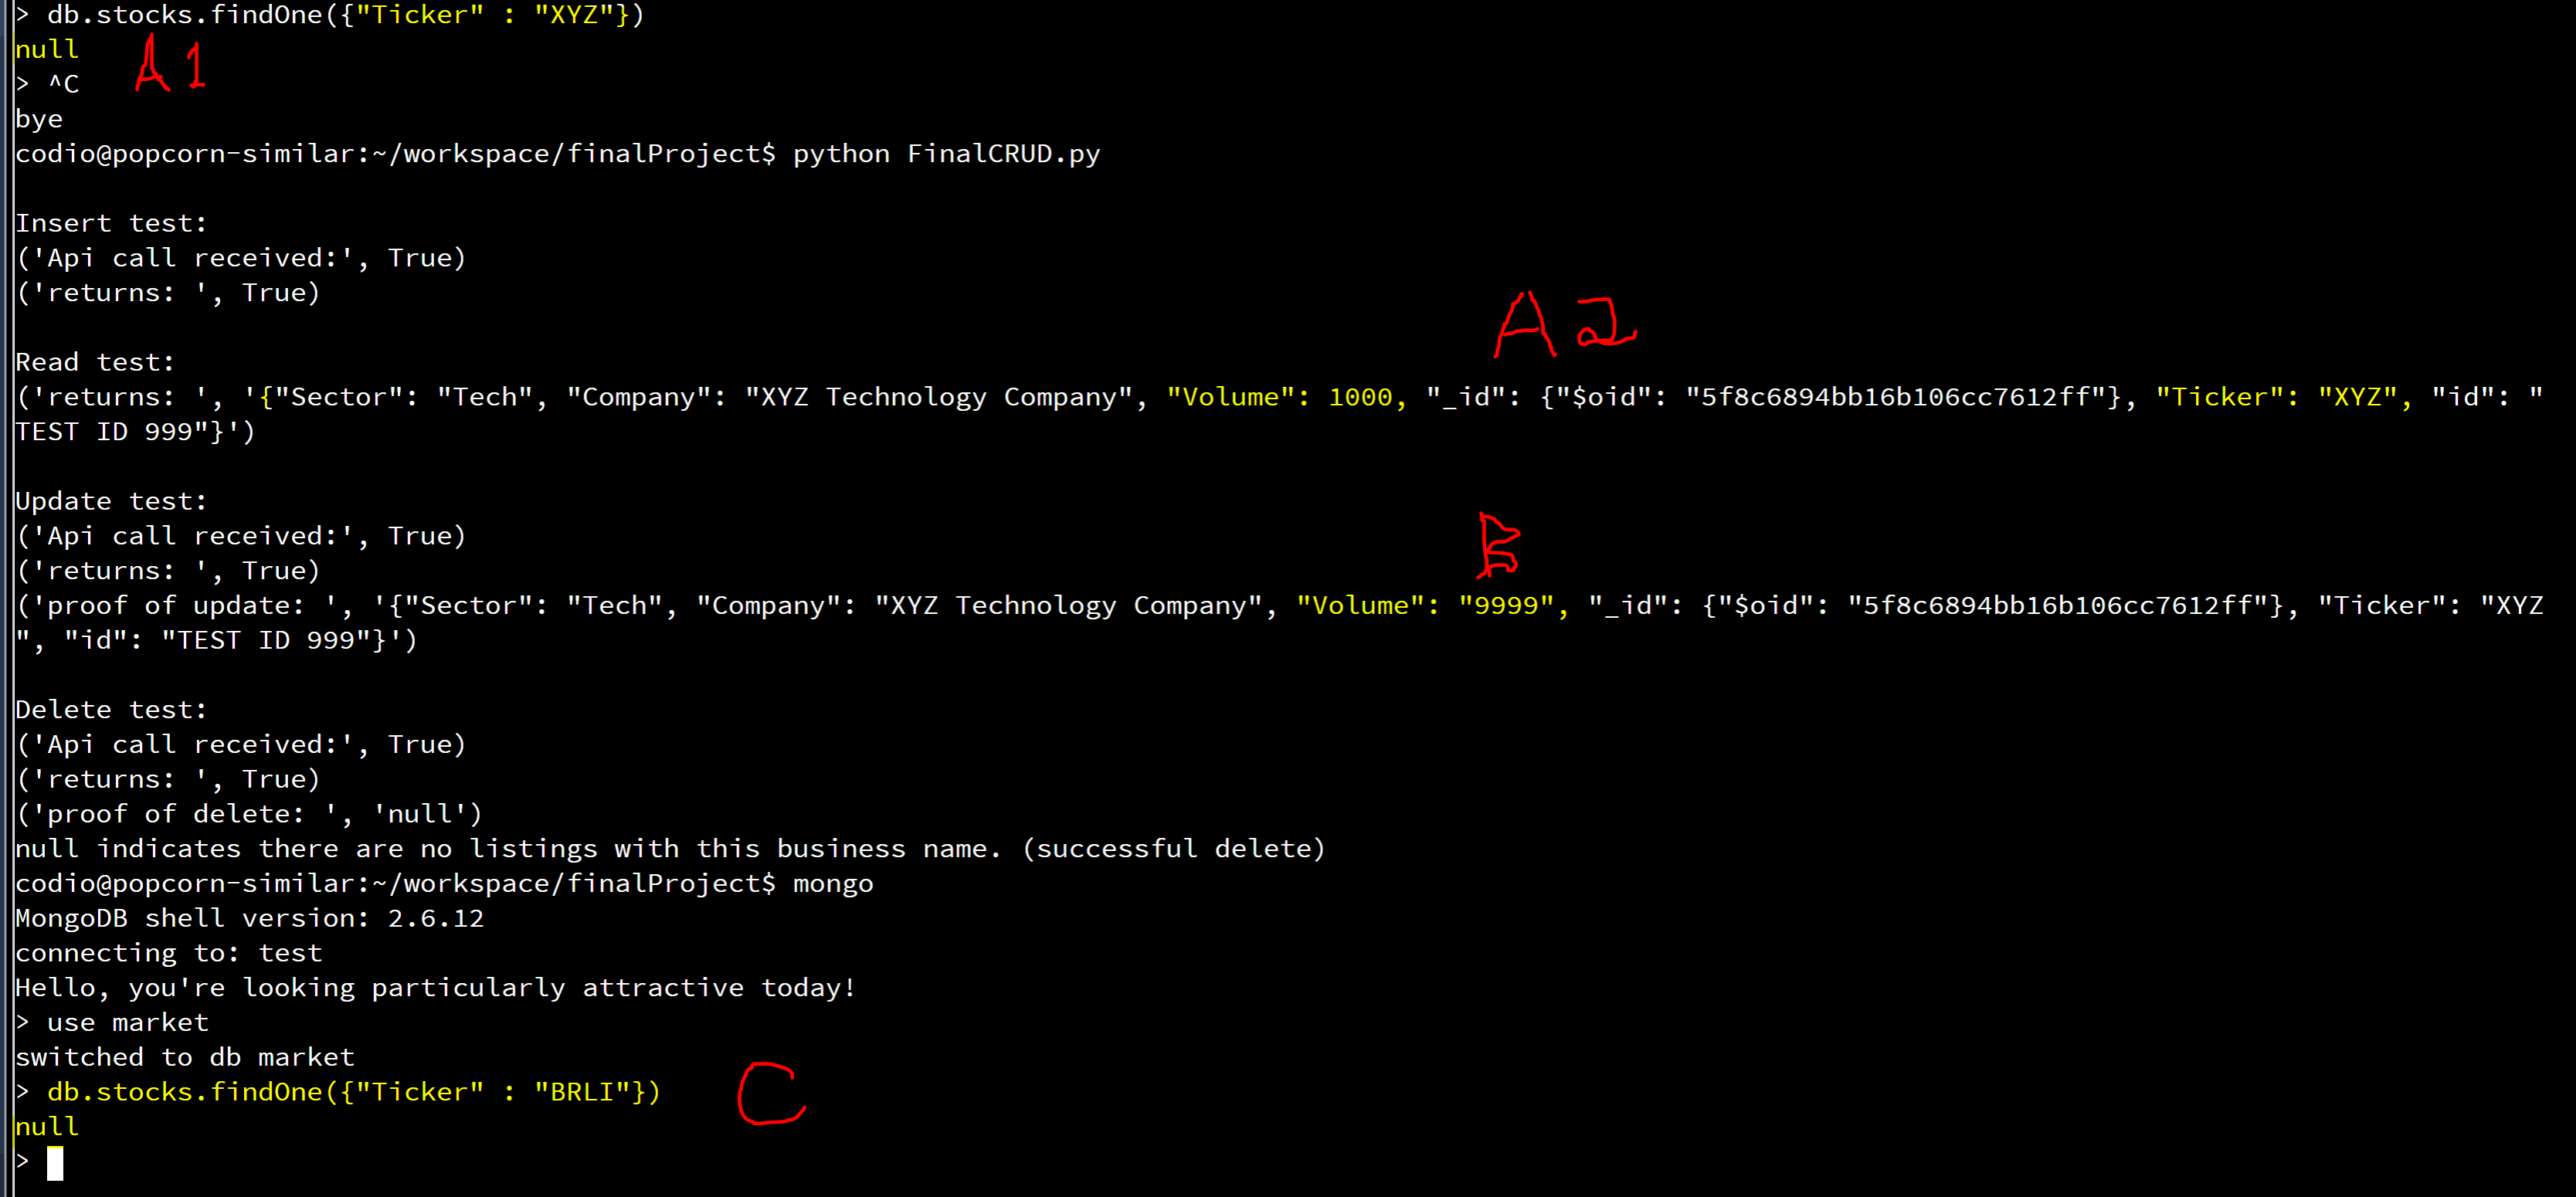 > db.stocks.findOne({"Ticker" : "XYZ"})
null
A1
> ^C
bye
codio@popcorn-similar:~/workspace/finalProject$ python FinalCRUD.py
Insert test:
('Api call received:', True)
('returns: ', True)
A2
Read test:
('returns: ', '{"Sector": "Tech", "Company": "XYZ Technology Company", "Volume": 1000, "_id": {"$oid": "5f8c6894bb16b106cc7612ff"}, "Ticker": "XYZ", "id": "
TEST ID 999"}')
Update test:
('Api call received:', True)
B
('returns: ', True)
('proof of update: ', '{"Sector": "Tech", "Company": "XYZ Technology Company", "Volume": "9999", "_id": {"$oid": "5f8c6894bb16b106cc7612ff"}, "Ticker": "XYZ
", "id": "TEST ID 999"}')
Delete test:
('Api call received:', True)
('returns: ', True)
('proof of delete: ', 'null')
null indicates there are no listings with this business name. (successful delete)
codio@popcorn-similar:~/workspace/finalProject$ mongo
MongoDB shell version: 2.6.12
connecting to: test
Hello, you're looking particularly attractive today!
> use market
switched to db market
> db.stocks.findOne({"Ticker" : "BRLI"})
C
null
>